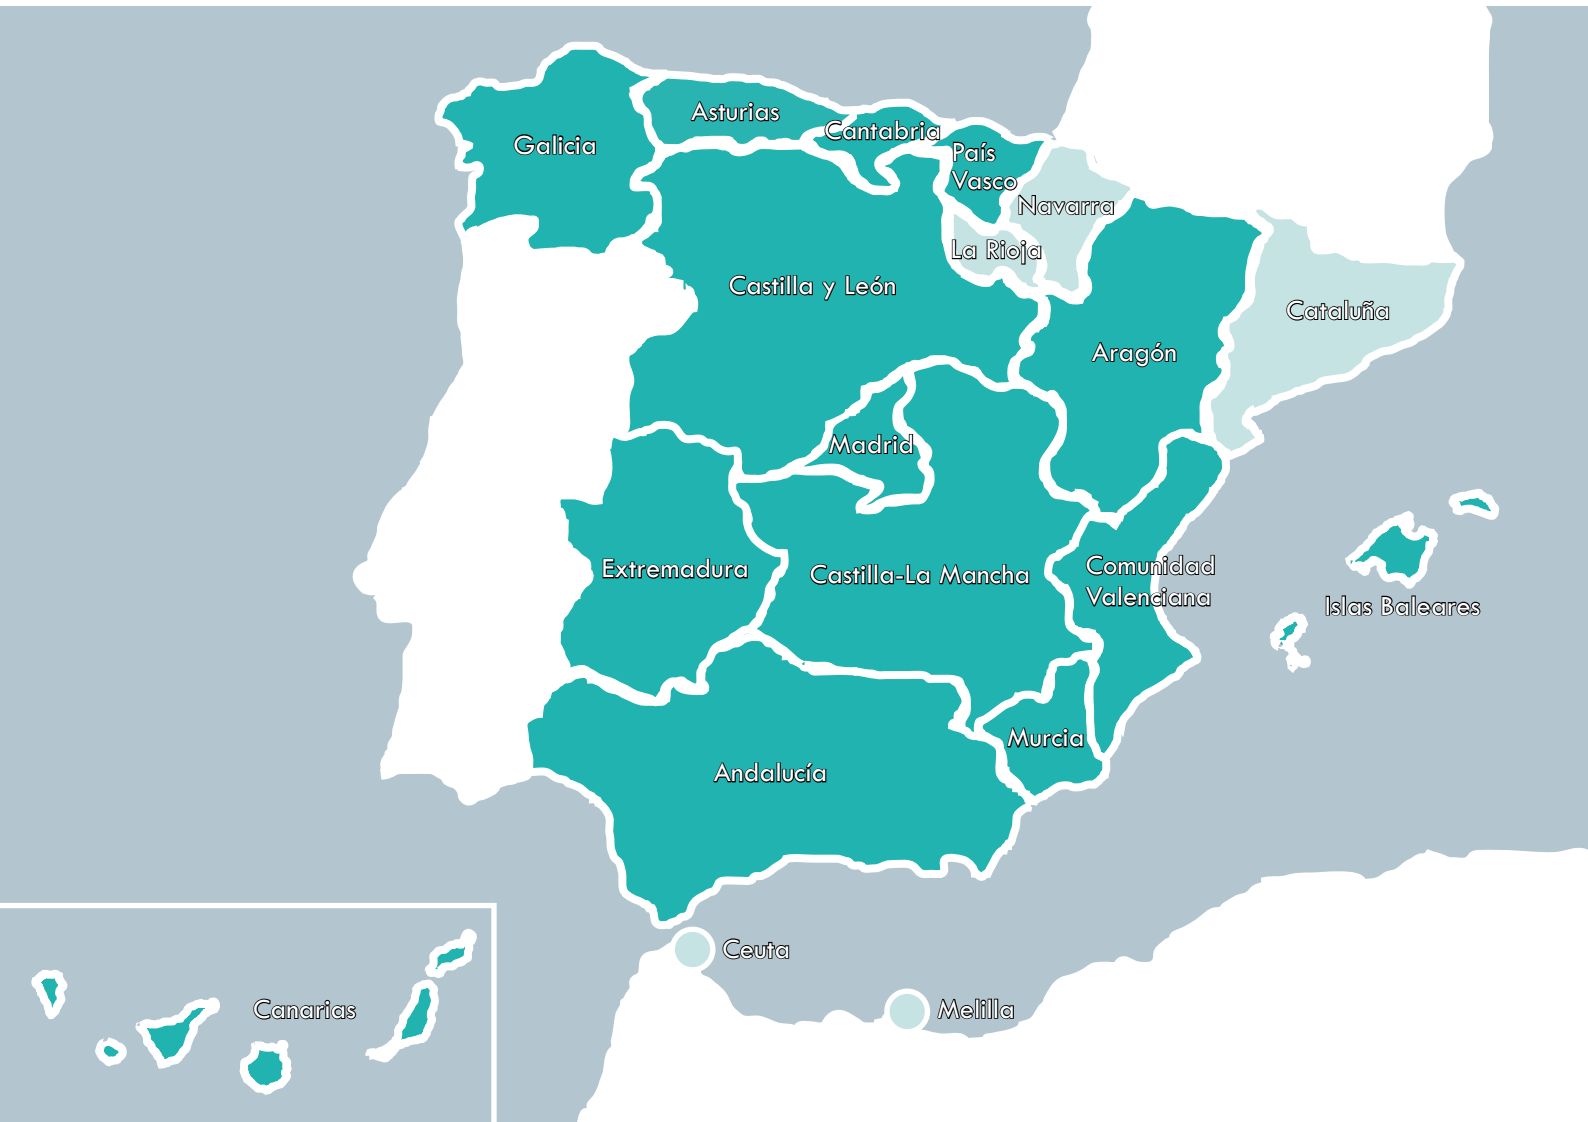 Asturias
Cantabria
Galicia
País
Vasco
Navarra
La Rioja
Castilla y León
Cataluña
Aragón
Madrid
Extremadura
Castilla-La Mancha
Comunidad
Valenciana
Islas Baleares
Murcia
Andalucía
Ceuta
Canarias
Melilla